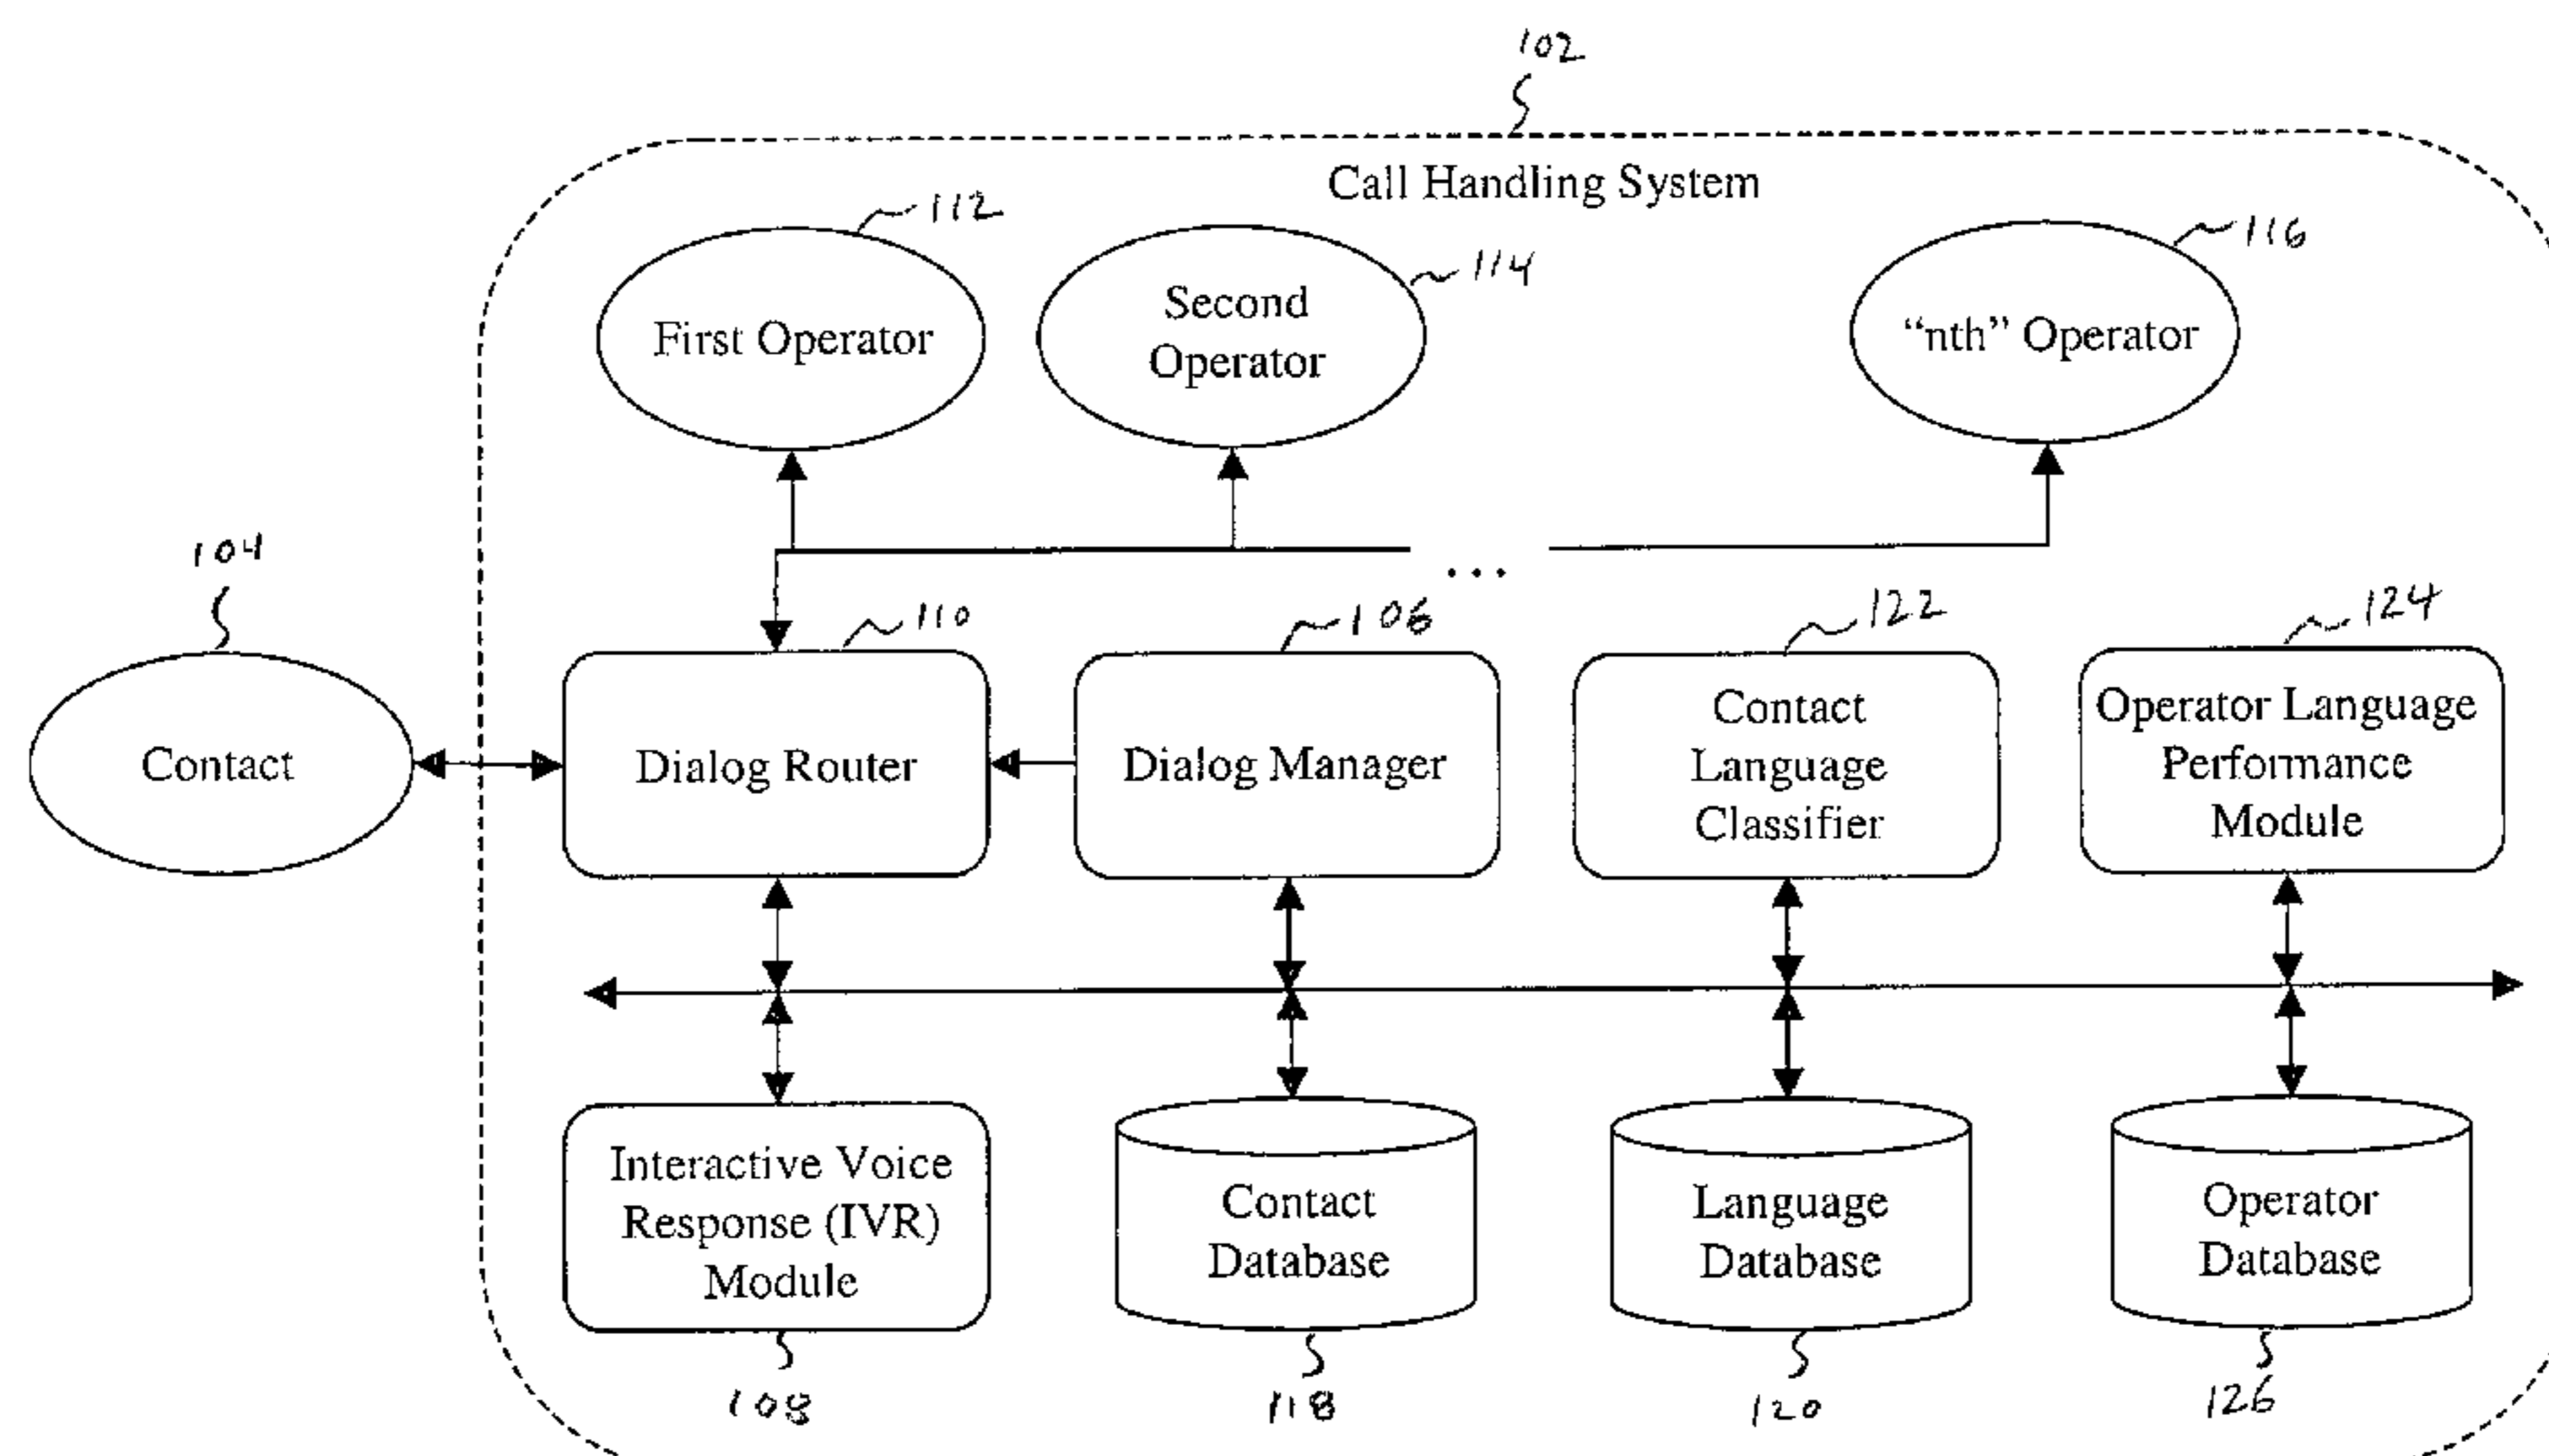 102
Call Handling System
112
114
116
First Operator
Second
Operator
“nth” Operator
104
...
110
106
122
124
Contact
Dialog Router
Dialog Manager
Contact
Language
Classifier
Operator Language
Performance
Module
Interactive Voice
Response (IVR)
Module
Contact
Database
Language
Database
Operator
Database
108
118
120
126